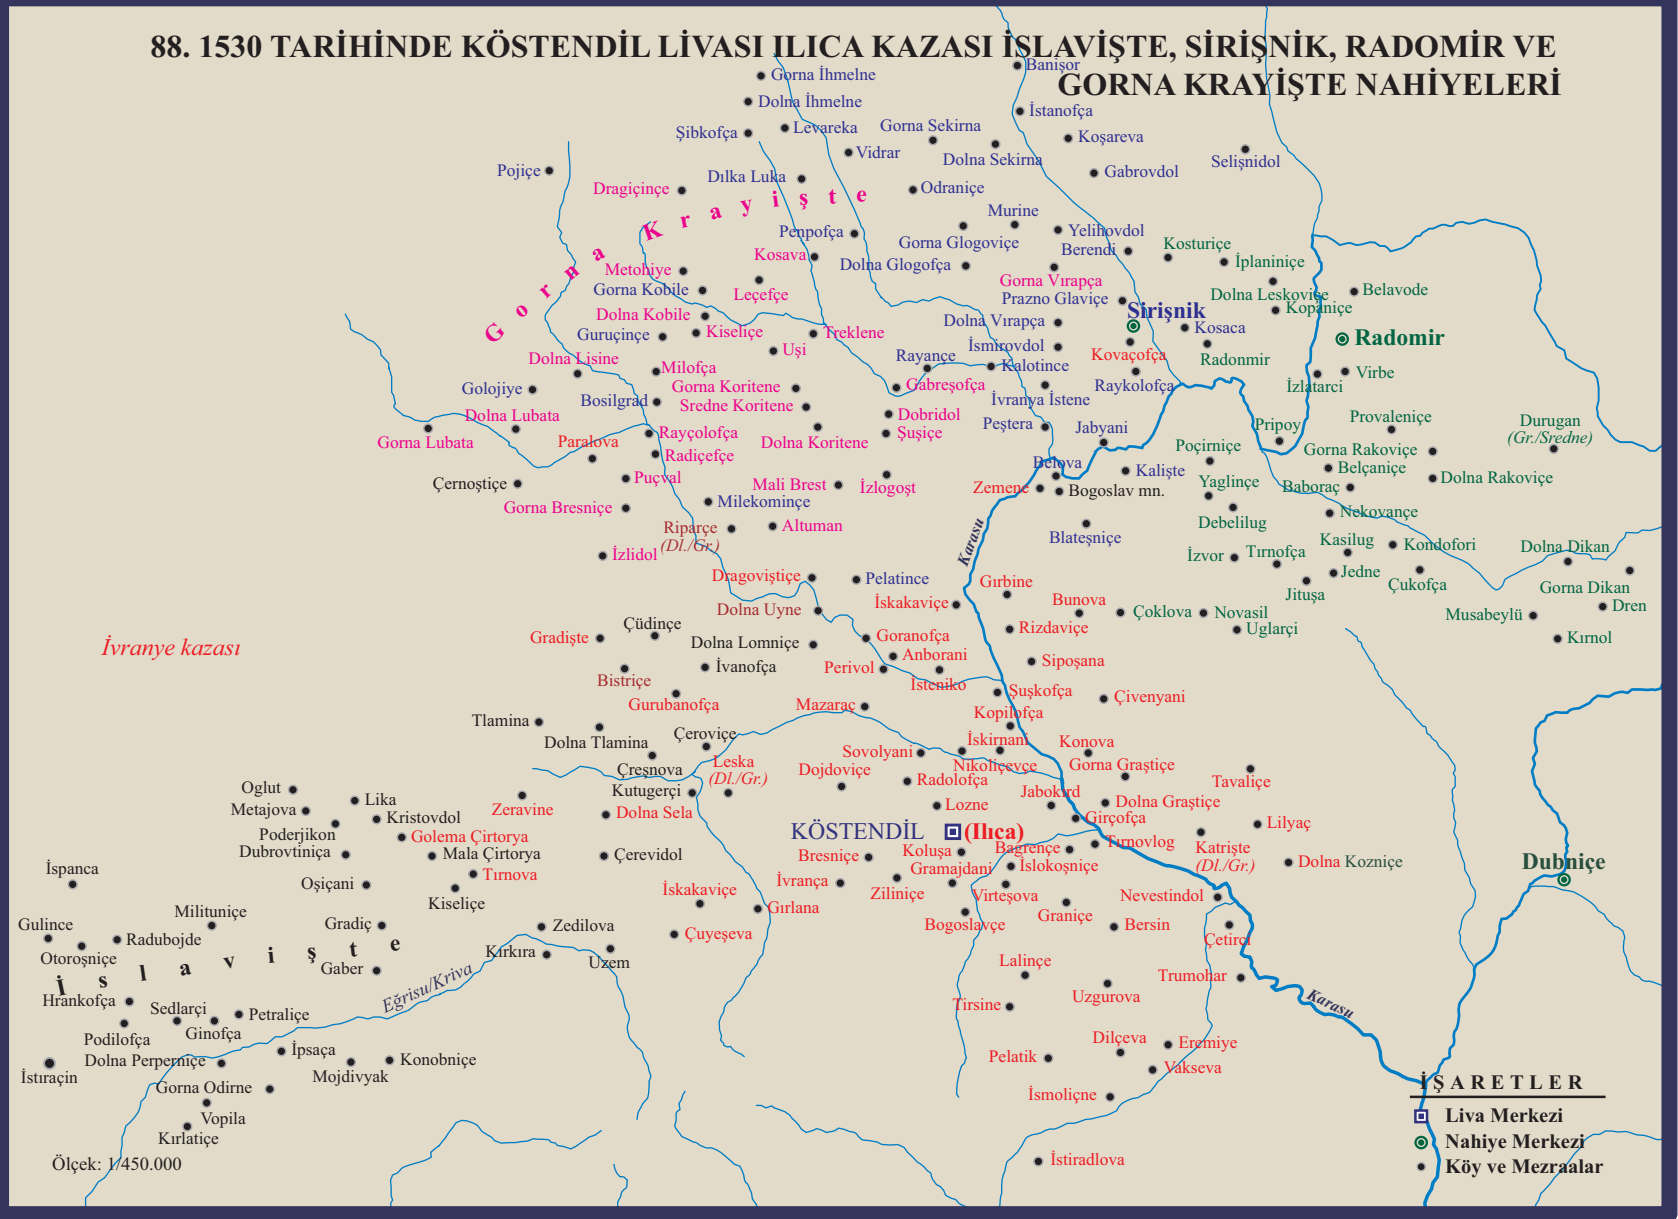 88. 1530 TARİHİNDE KÖSTENDİL LİVASI ILICA KAZASI İSLAVİŞTE, SİRİŞNİK, RADOMİR VE
GORNA KRAYİŞTE NAHİYELERİ
Banişor
Gorna İhmelne
Dolna İhmelne
İstanofça
Şibkofça
Levareka
Gorna Sekirna
Koşareva
Vidrar
Dolna Sekirna
Selişnidol
Pojiçe
Dılka Luka
Gabrovdol
Dragiçinçe
Odraniçe
Gorna Krayişte
Murine
Penpofça
Gorna Glogoviçe
Yelihovdol
Berendi
Kosturiçe
Kosava
Dolna Glogofça
İplaniniçe
Metohiye
Gorna Vırapça
Gorna Kobile
Leçefçe
Prazno Glaviçe
Dolna Leskoviçe
Belavode
Dolna Kobile
Sirişnik
Kopaniçe
Dolna Vırapça
Guruçinçe
Kiseliçe
Treklene
Kosaca
Radomir
Uşi
İsmirovdol
Kovaçofça
Radonmir
Dolna Lisine
Milofça
Rayançe
Kalotince
Golojiye
Gorna Koritene
Gabreşofça
Raykolofça
İzlatarci
Virbe
Bosilgrad
Sredne Koritene
İvranya İstene
Dolna Lubata
Dobridol
Peştera
Jabyani
Pripoy
Provaleniçe
Durugan
(Gr./Sredne)
Gorna Lubata
Paralova
Rayçolofça
Dolna Koritene
Şuşiçe
Poçirniçe
Gorna Rakoviçe
Radiçefçe
Belova
Kalişte
Belçaniçe
Çernoştiçe
Puçval
Mali Brest
İzlogoşt
Zemene
Bogoslav mn.
Yaglinçe
Baboraç
Dolna Rakoviçe
Gorna Bresniçe
Milekominçe
Debelilug
Nekovançe
Riparçe
(Dl./Gr.)
Altuman
Karasu
Blateşniçe
İzlidol
İzvor
Tırnofça
Kasilug
Kondofori
Dolna Dikan
Dragoviştiçe
Pelatince
Gırbine
Jituşa
Jedne
Çukofça
Gorna Dikan
Dolna Uyne
İskakaviçe
Bunova
Çoklova
Novasil
Musabeylü
Dren
Çüdinçe
Rizdaviçe
Uglarçi
Kırnol
Gradişte
Dolna Lomniçe
Goranofça
İvranye kazası
Anborani
İvanofça
Perivol
Siposana
Bistriçe
İsteniko
Şuşkofça
Gurubanofça
Mazaraç
Çivenyani
Kopilofça
Tlamina
Dolna Tlamina
Çeroviçe
İskirnani
Konova
Sovolyani
Çreşnova
Leska
(Dl./Gr.)
Dojdoviçe
Nikoliçevçe
Gorna Graştiçe
Tavaliçe
Radolofça
Oglut
Kutugerçi
Jabokırd
Metajova
Lika
Zeravine
Dolna Sela
Lozne
Dolna Graştiçe
Kristovdol
Girçofça
Lilyaç
Poderjikon
Golema Çirtorya
KÖSTENDİL
(Ilıca)
Tırnovlog
Dubrovtiniça
Mala Çirtorya
Çerevidol
Bresniçe
Koluşa
Bagrençe
Katrişte
(Dl./Gr.)
Dolna Kozniçe
Dubniçe
İspanca
Tırnova
Gramajdani
İslokoşniçe
Oşiçani
İvrança
Ziliniçe
Virteşova
Nevestindol
Kiseliçe
İskakaviçe
Gırlana
Bogoslavçe
Graniçe
Milituniçe
Gulince
Radubojde
Gradiç
Zedilova
Çuyeşeva
Bersin
Çetirci
Otoroşniçe
Kırkıra
Uzem
İslavişte
Gaber
Lalinçe
Trumohar
Eğrisu/Kriva
Hrankofça
Uzgurova
Karasu
Sedlarçi
Petraliçe
Tirsine
Podilofça
Ginofça
Dilçeva
Eremiye
İpsaça
Pelatik
Dolna Perperniçe
Konobniçe
Vakseva
İstıraçin
Mojdivyak
Gorna Odirne
İsmoliçne
Vopila
Kırlatiçe
İstiradlova
Ölçek: 1/450.000
İŞARETLER
Liva Merkezi
Nahiye Merkezi
Köy ve Mezraalar